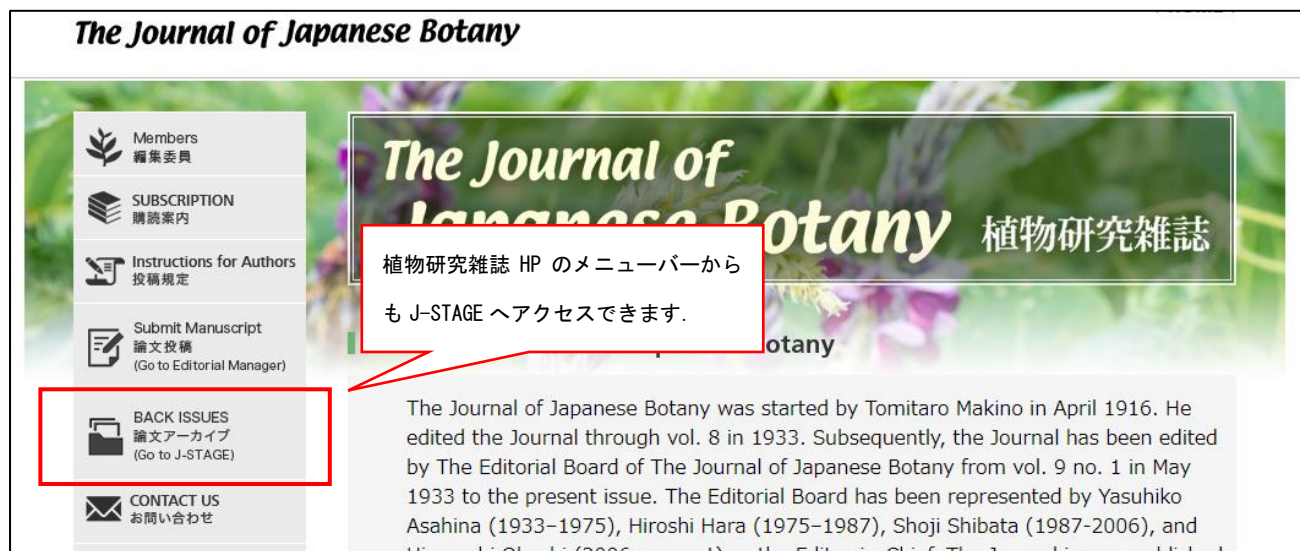 The Journal of Japanese Botany
Members
編集委員
SUBSCRIPTION
購読案内
Instructions for Authors
投稿規定
Submit Manuscript
論文投稿
(Go to Editorial Manager)
BACK ISSUES
論文アーカイブ
(Go to J-STAGE)
CONTACT US
お問い合わせ
The Journal of
Japanese Botany 植物研究雑誌
植物研究雑誌 HP のメニューバーから
も J-STAGE へアクセスできます.
otany
The Journal of Japanese Botany was started by Tomitaro Makino in April 1916. He
edited the Journal through vol. 8 in 1933. Subsequently, the Journal has been edited
by The Editorial Board of The Journal of Japanese Botany from vol. 9 no. 1 in May
1933 to the present issue. The Editorial Board has been represented by Yasuhiko
Asahina (1933–1975), Hiroshi Hara (1975–1987), Shoji Shibata (1987-2006), and